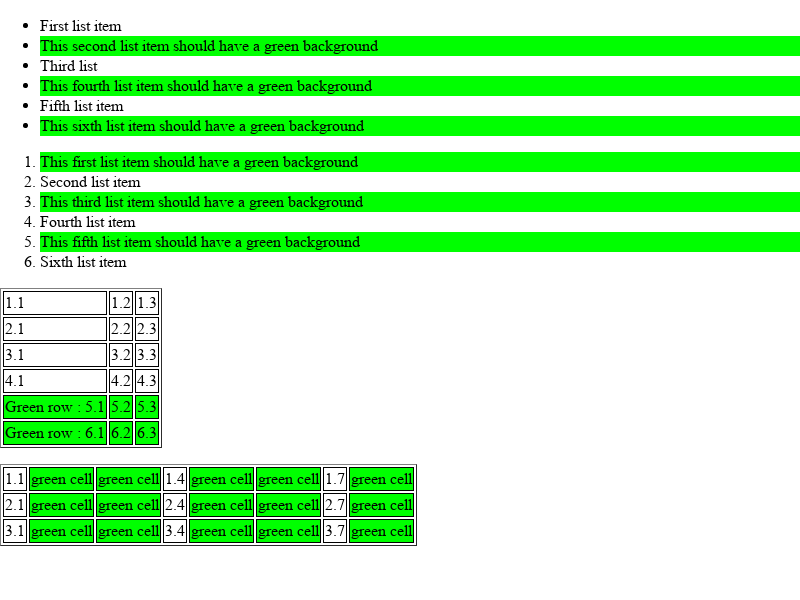 • First list item
• This second list item should have a green background
• Third list
• This fourth list item should have a green background
• Fifth list item
• This sixth list item should have a green background
1. This first list item should have a green background
2. Second list item
3. This third list item should have a green background
4. Fourth list item
5. This fifth list item should have a green background
6. Sixth list item
1.1 1.2 1.3
2.1 2.2 2.3
3.1 3.2 3.3
4.1 4.2 4.3
Green row : 5.1 5.2 5.3
Green row : 6.1 6.2 6.3
1.1 green cell green cell 1.4 green cell green cell 1.7 green cell
2.1 green cell green cell 2.4 green cell green cell 2.7 green cell
3.1 green cell green cell 3.4 green cell green cell 3.7 green cell